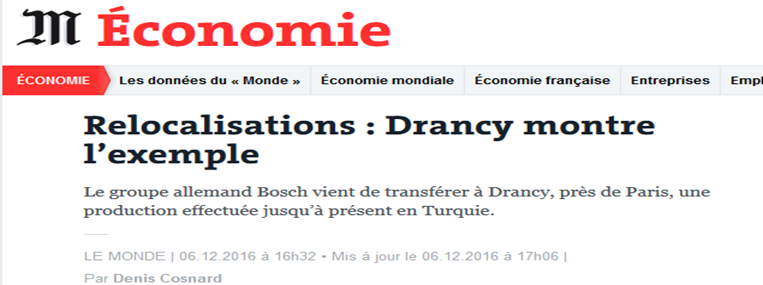 M Économie
ÉCONOMIE Les données du « Monde » Économie mondiale Économie française Entreprises Empl
Relocalisations : Drancy montre
l’exemple
Le groupe allemand Bosch vient de transférer à Drancy, près de Paris, une
production effectuée jusqu’à présent en Turquie.
LE MONDE | 06.12.2016 à 16h32 • Mis à jour le 06.12.2016 à 17h06 |
Par Denis Cosnard